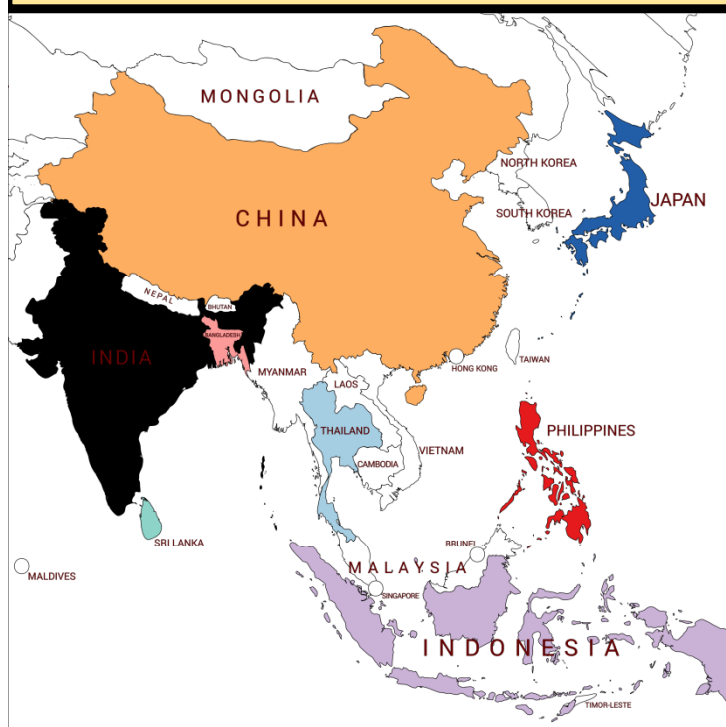 MONGOLIA
NORTH KOREA
JAPAN
SOUTH KOREA
CHINA
NEPAL
BHUTAN
BANGLADESH
INDIA
TAIWAN
HONG KONG
MYANMAR
LAOS
THAILAND
PHILIPPINES
VIETNAM
CAMBODIA
SRI LANKA
BRUNEI
MALAYSIA
MALDIVES
SINGAPORE
INDONESIA
TIMOR-LESTE